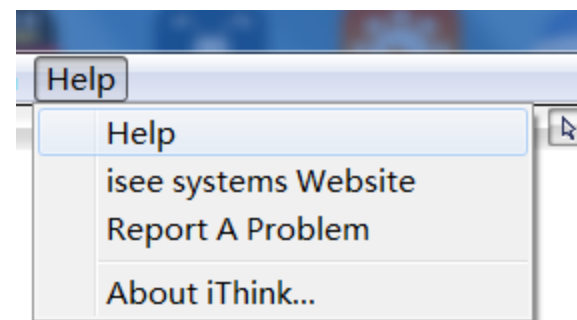 Help
Help
isee systems Website
Report A Problem
About iThink...